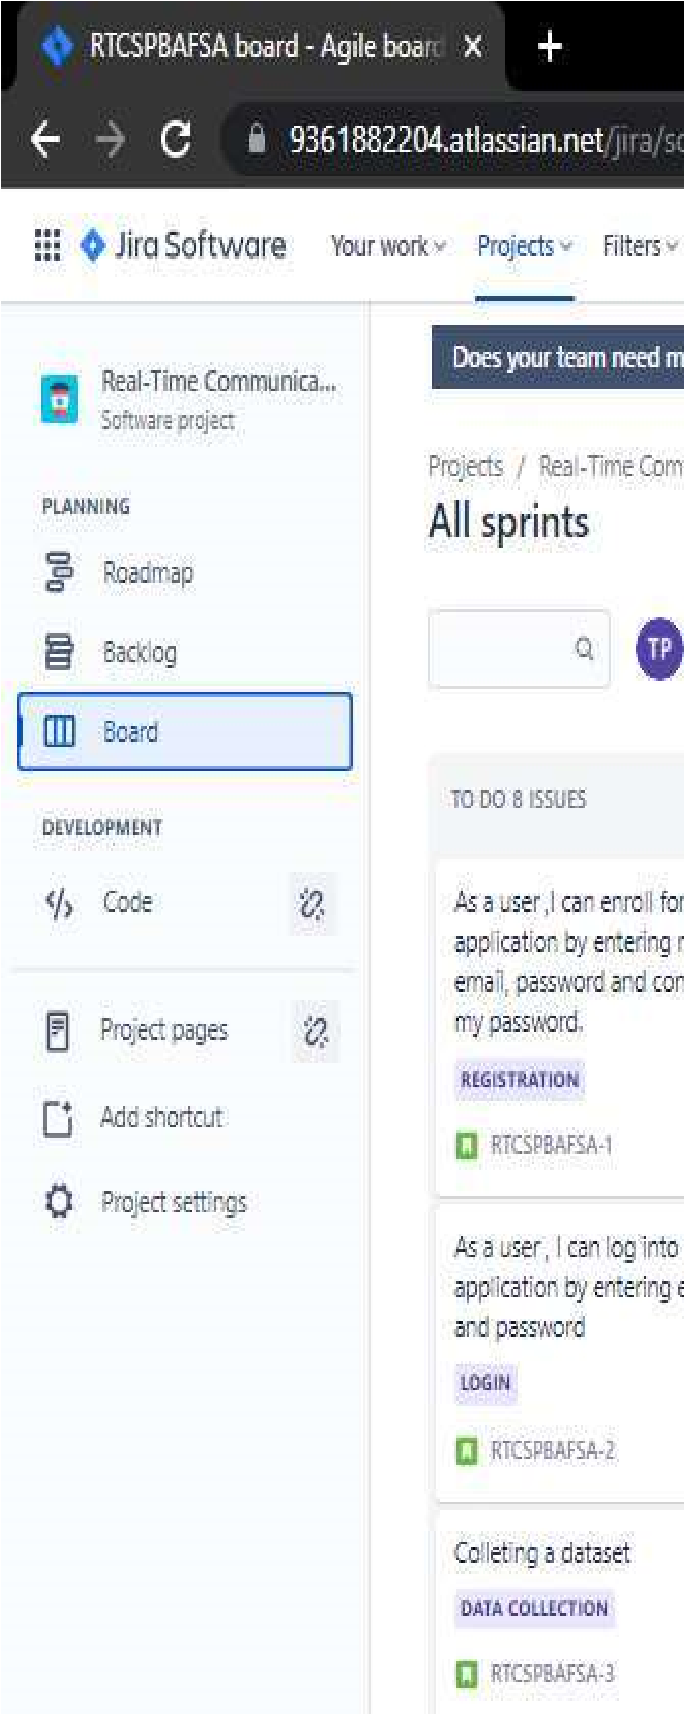 RTCSPBAFSA board - Agile board
9361882204.atlassian.net/jira/so
Jira Software Your work Projects Filters
Real-Time Communica...
Software project
PLANNING
Roadmap
Backlog
Board
DEVELOPMENT
Code
Project pages
Add shortcut
Project settings
Does your team need m
Projects / Real-Time Com
All sprints
TP
TO DO 8 ISSUES
As a user ,I can enroll for
application by entering
email, password and con
my password.
REGISTRATION
RTCSPBAFSA-1
As a user , I can log into
application by entering e
and password
LOGIN
RTCSPBAFSA-2
Colleting a dataset
DATA COLLECTION
RTCSPBAFSA-3